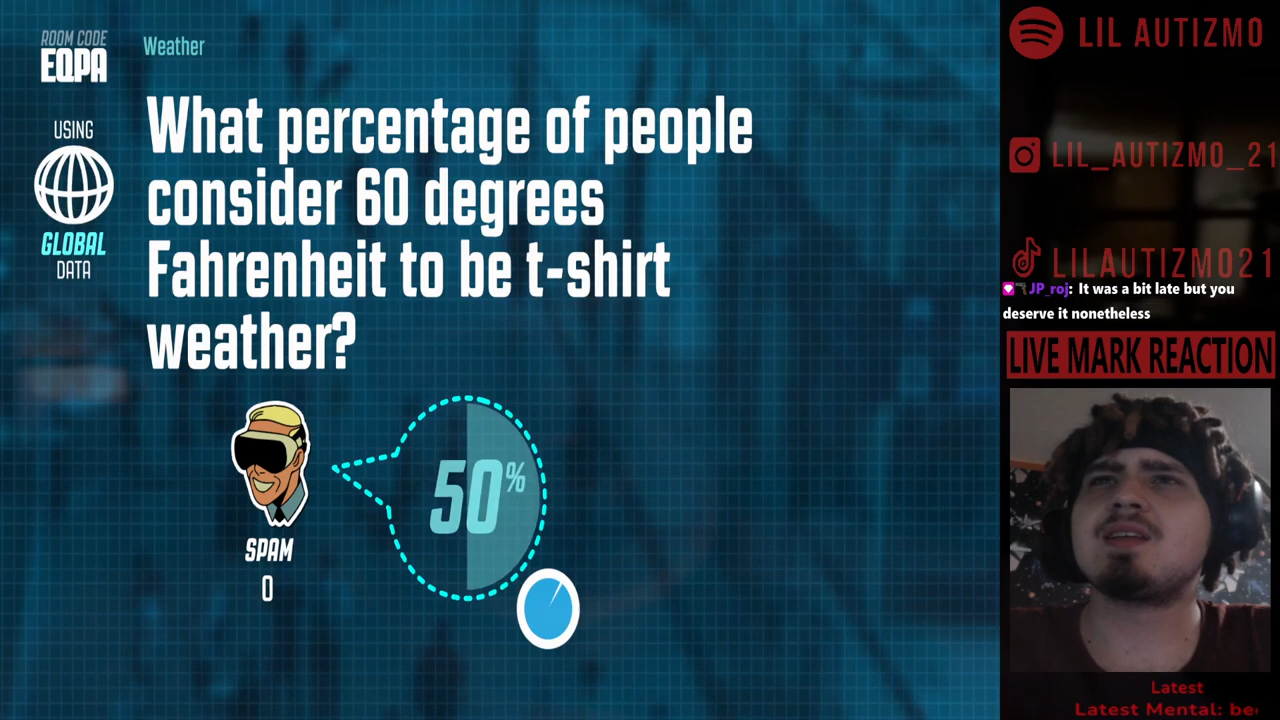 ROOM CODE
EQPA
Weather
USING
GLOBAL
DATA
What percentage of people
consider 60 degrees
Fahrenheit to be t-shirt
weather?
50%
SPAM
0
LIL AUTIZMO
LIL_AUTIZMO_21
LILAUTIZMO21
JP_roj: It was a bit late but you
deserve it nonetheless
LIVE MARK REACTION
Latest
Latest Mental: be